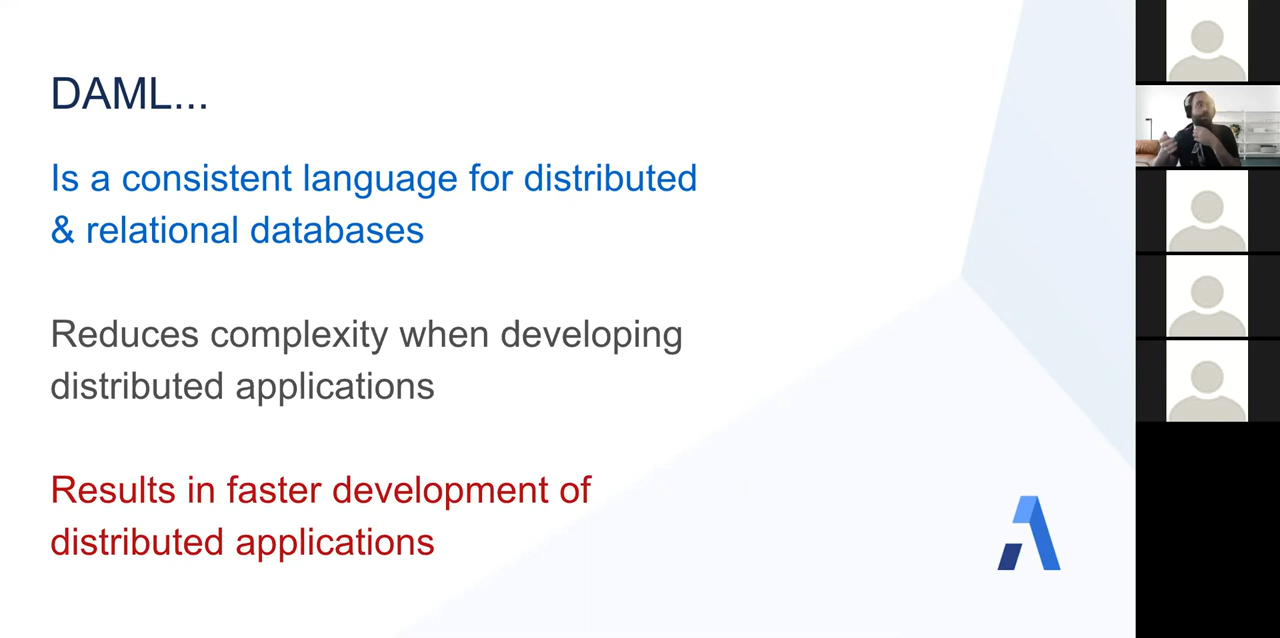 DAML...
Is a consistent language for distributed
& relational databases
Reduces complexity when developing
distributed applications
Results in faster development of
distributed applications